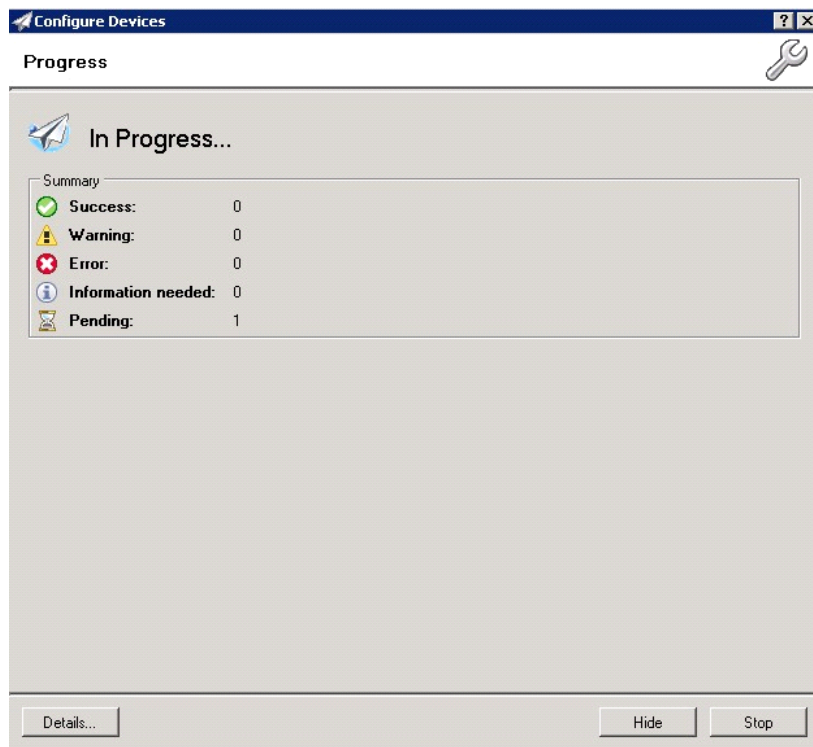 Configure Devices
Progress
In Progress...
Summary
Success: 0
Warning: 0
Error: 0
Information needed: 0
Pending: 1
Details... Hide Stop